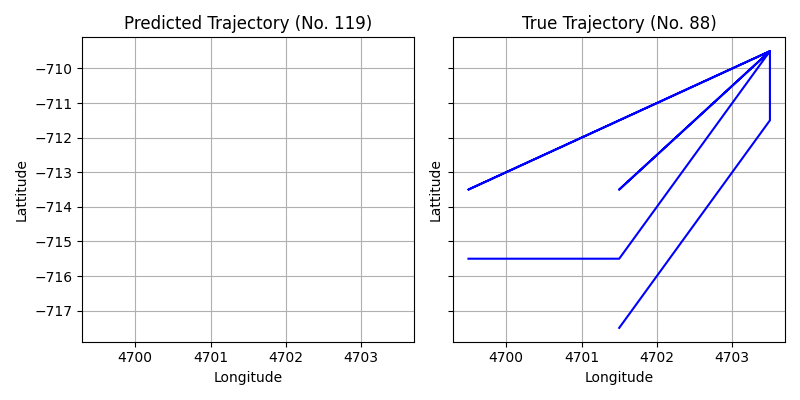 Predicted Trajectory (No. 119)
True Trajectory (No. 88)
−710
−711
−712
−713
−714
−715
−716
−717
Lattitude
Lattitude
4700
4701
4702
4703
4700
4701
4702
4703
Longitude
Longitude